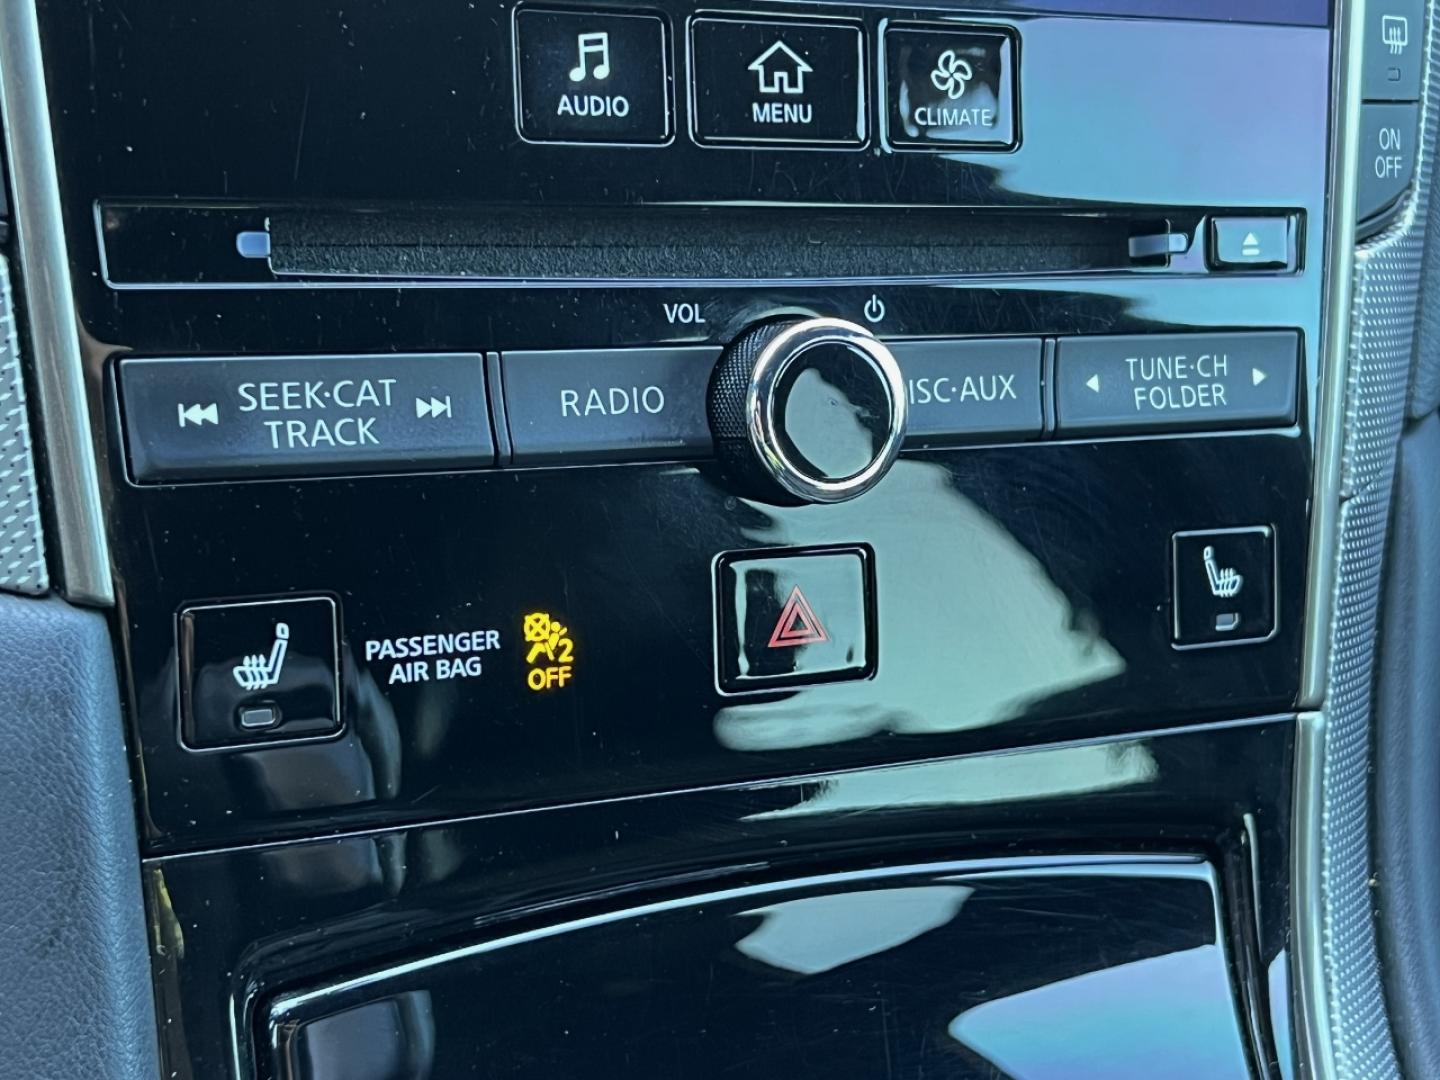 AUDIO
MENU
CLIMATE
ON
OFF
VOL
SEEK·CAT
TRACK
RADIO
ISC·AUX
TUNE·CH
FOLDER
PASSENGER
AIR BAG
2
OFF